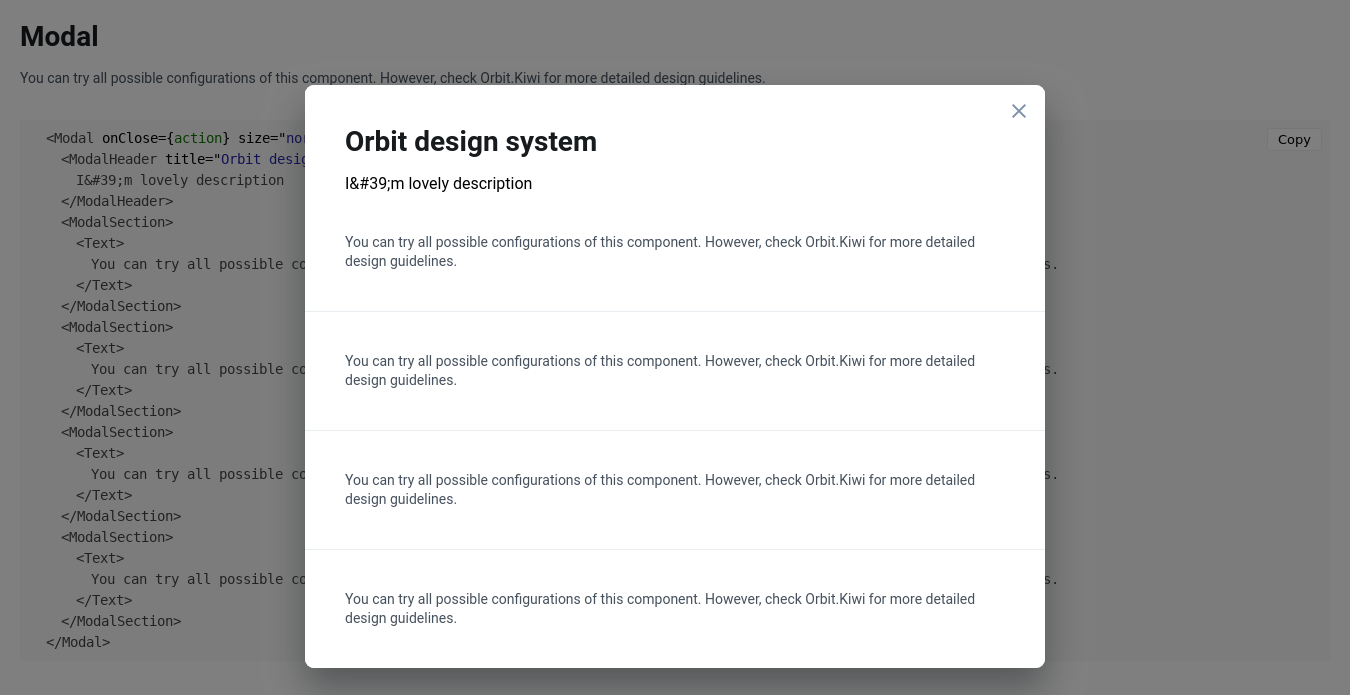 Modal
You can try all possible configurations of this component. However, check Orbit.Kiwi for more detailed design guidelines.
<Modal onClose={action} size="nor
<ModalHeader title="Orbit desig
I&#39;m lovely description
</ModalHeader>
<ModalSection>
<Text>
You can try all possible co
s.
</Text>
</ModalSection>
<ModalSection>
<Text>
You can try all possible co
s.
</Text>
</ModalSection>
<ModalSection>
<Text>
You can try all possible co
s.
</Text>
</ModalSection>
<ModalSection>
<Text>
You can try all possible co
s.
</Text>
</ModalSection>
</Modal>
Copy
Orbit design system
I&#39;m lovely description
You can try all possible configurations of this component. However, check Orbit.Kiwi for more detailed
design guidelines.
You can try all possible configurations of this component. However, check Orbit.Kiwi for more detailed
design guidelines.
You can try all possible configurations of this component. However, check Orbit.Kiwi for more detailed
design guidelines.
You can try all possible configurations of this component. However, check Orbit.Kiwi for more detailed
design guidelines.